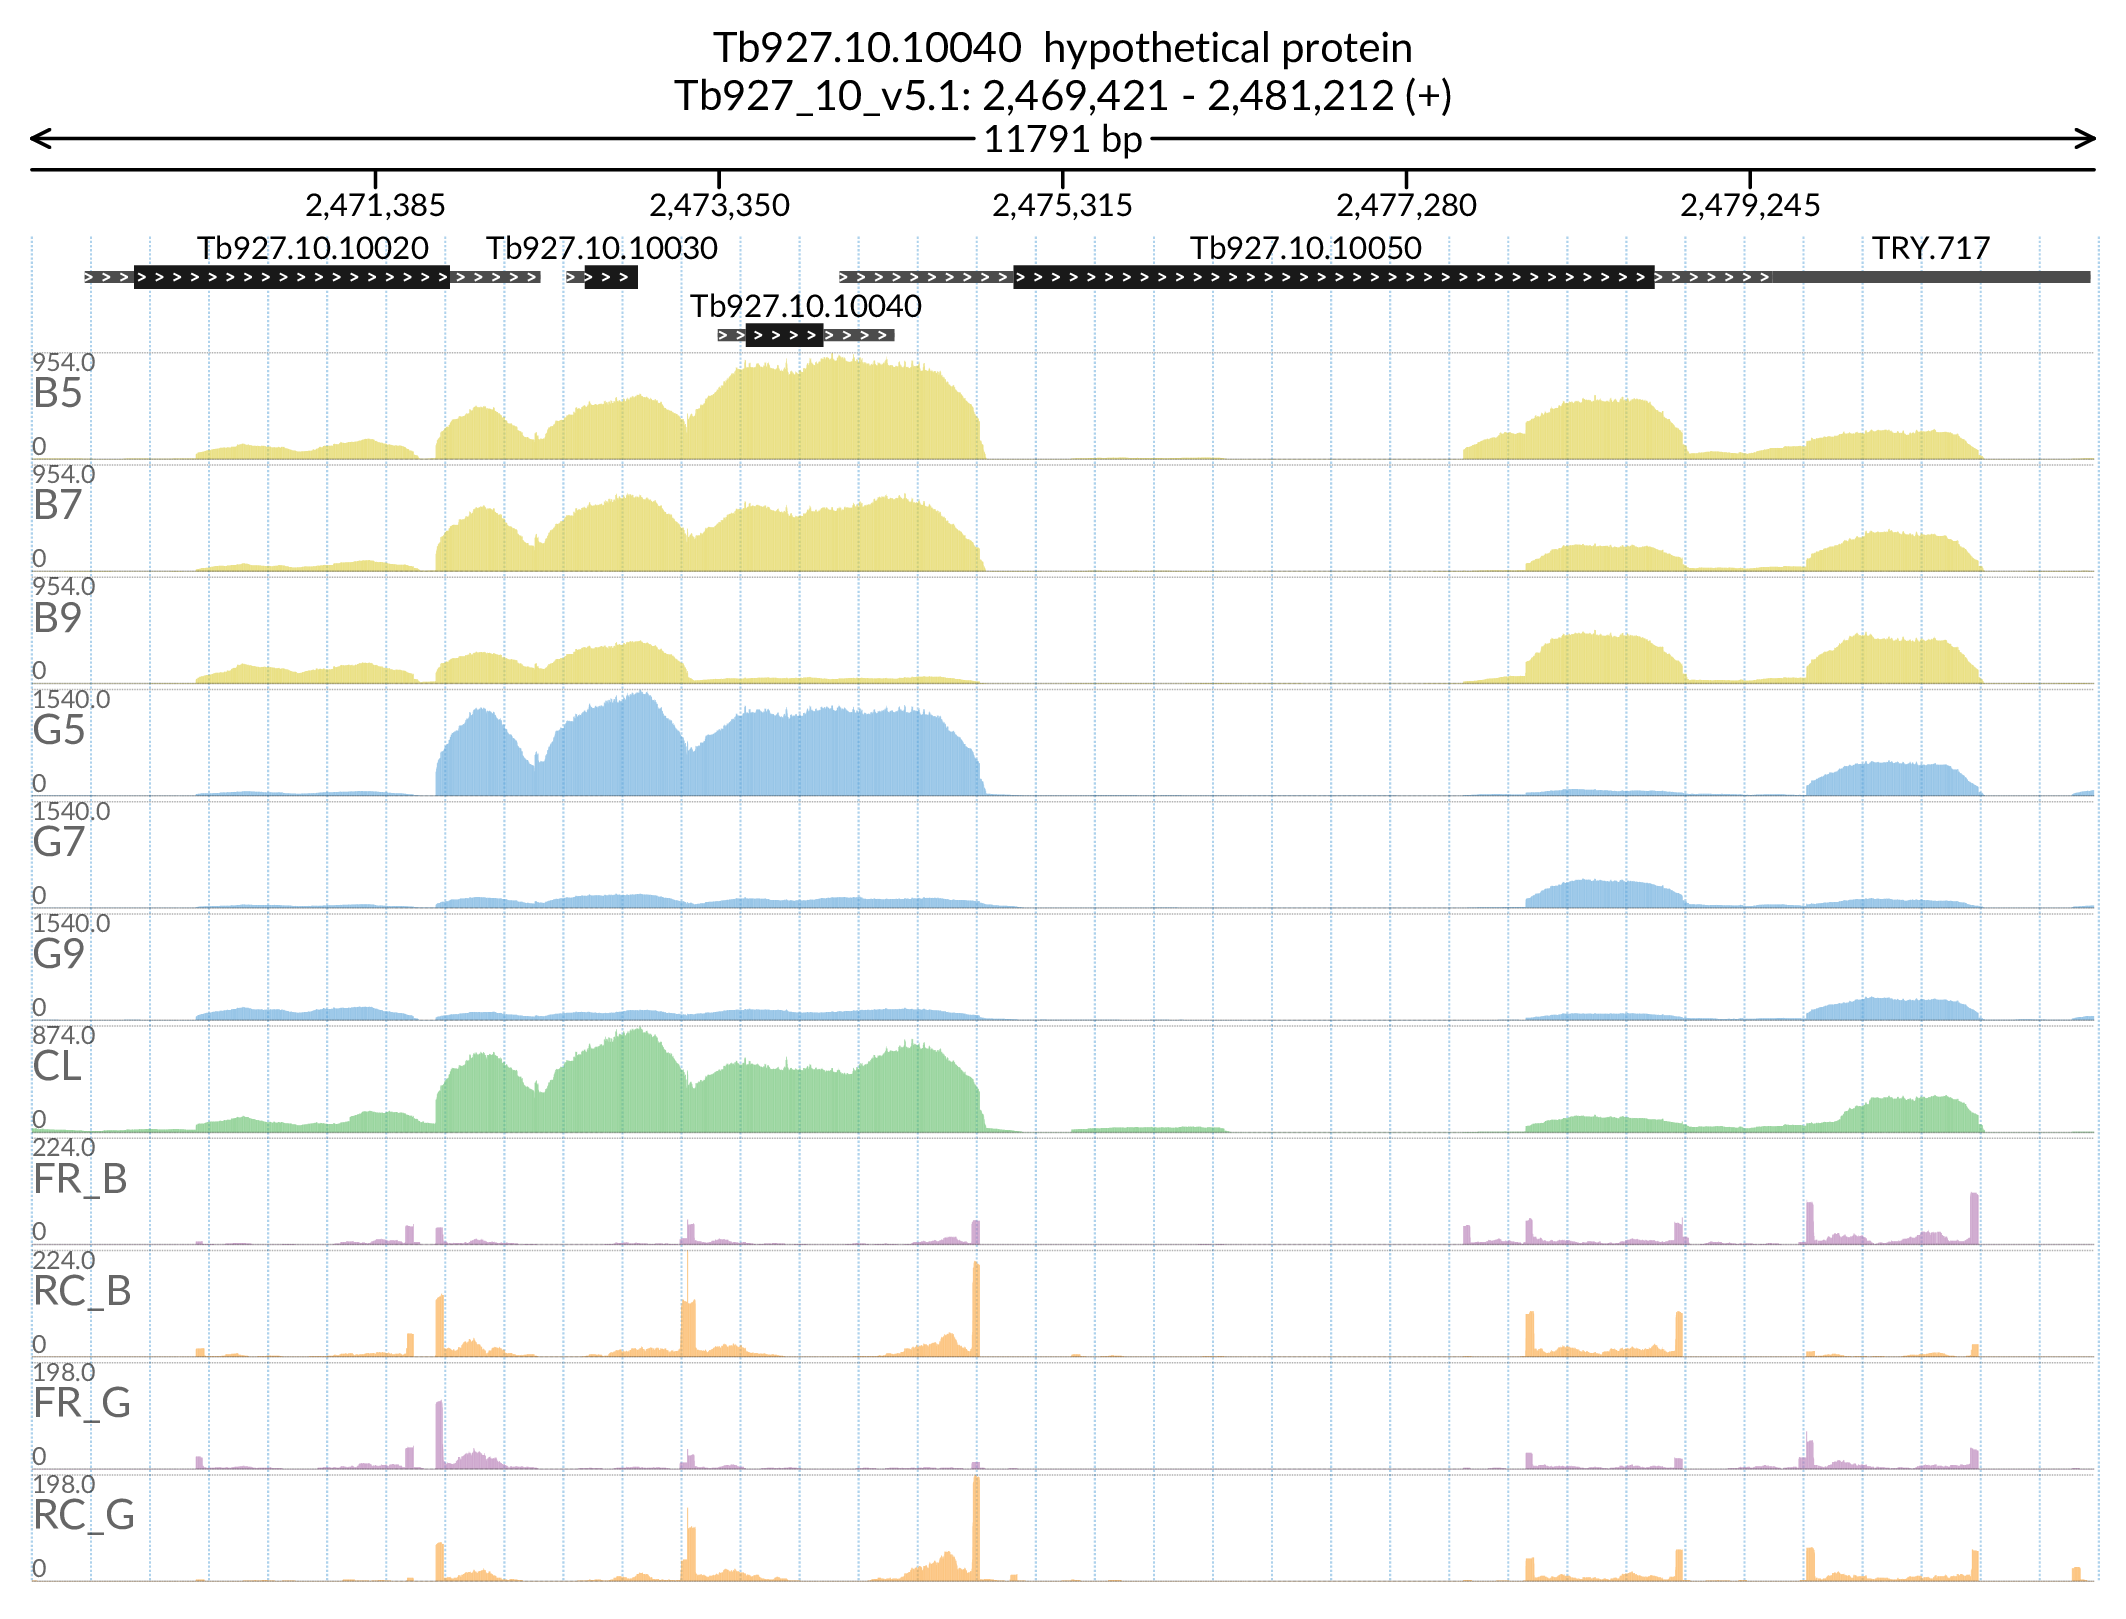 Tb927.10.10040 hypothetical protein
Tb927_10_v5.1: 2,469,421 - 2,481,212 (+)
11791 bp
2,471,385 2,473,350 2,475,315 2,477,280 2,479,245
Tb927.10.10020 Tb927.10.10030 Tb927.10.10050 TRY.717
Tb927.10.10040
954.0
B5
0
954.0
B7
0
954.0
B9
0
1540.0
G5
0
1540.0
G7
0
1540.0
G9
0
874.0
CL
0
224.0
FR_B
0
224.0
RC_B
0
198.0
FR_G
0
198.0
RC_G
0